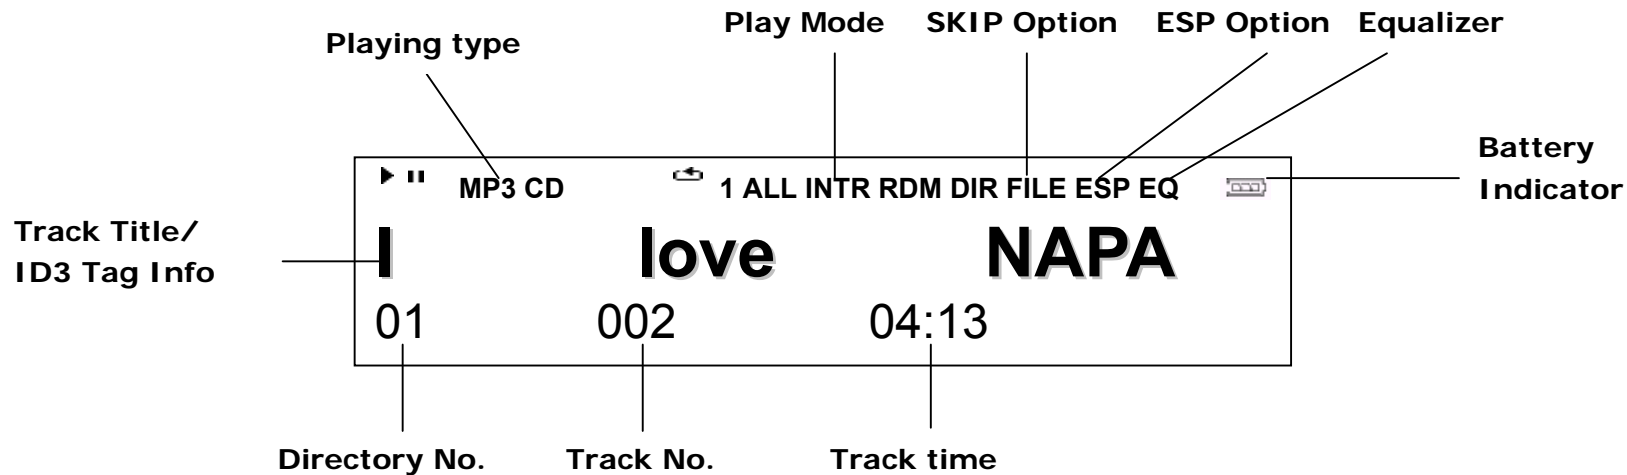 Play Mode SKIP Option ESP Option Equalizer
Playing type
Battery
Indicator
MP3 CD 1 ALL INTR RDM DIR FILE ESP EQ
Track Title/
ID3 Tag Info
I love NAPA
01 002 04:13
Directory No. Track No. Track time